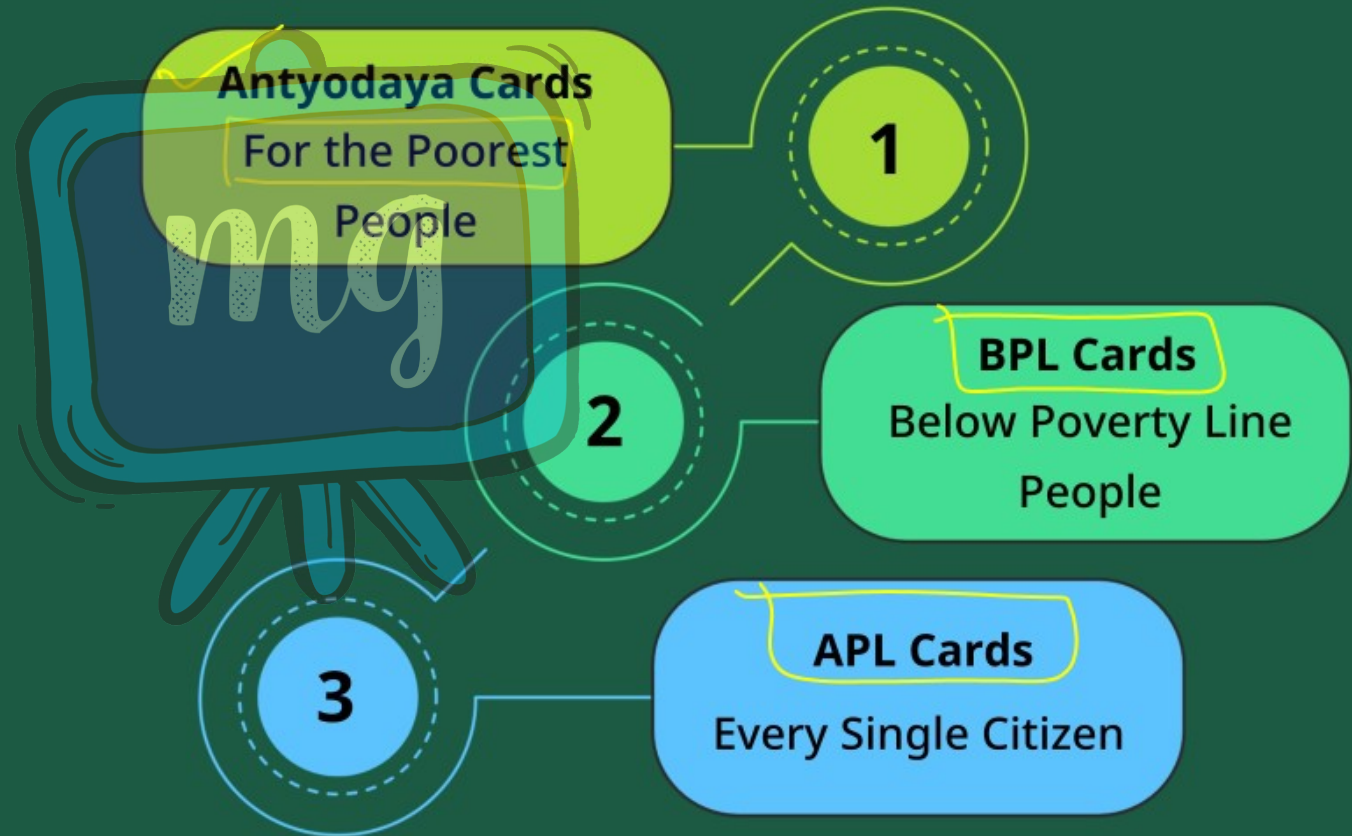 Antyodaya Cards
For the Poorest
People
1
mg
2
BPL Cards
Below Poverty Line
People
3
APL Cards
Every Single Citizen